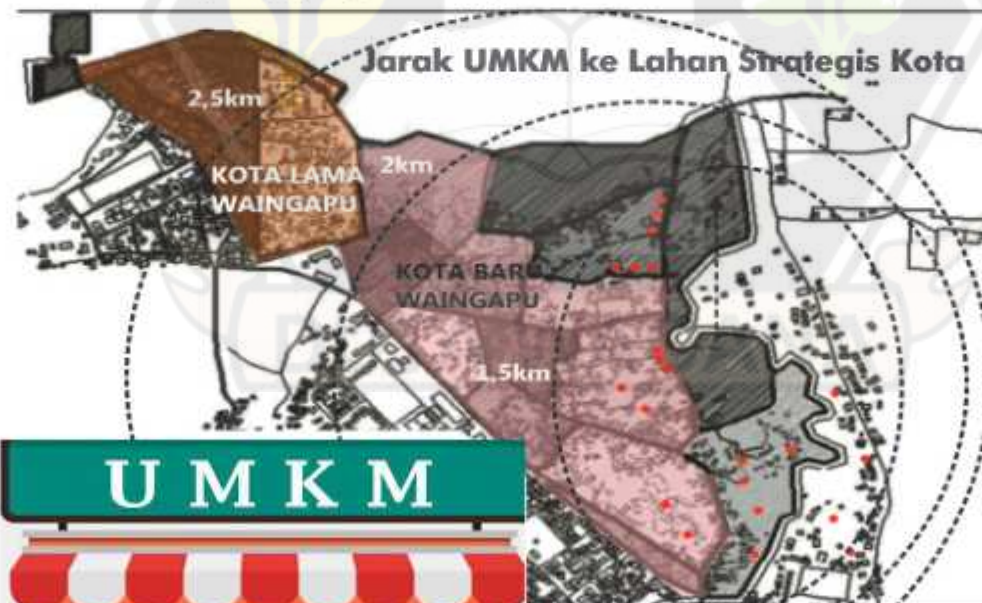 Jarak UMKM ke Lahan Strategis Kota
2,5km
KOTA LAMA
WAINGAPU
2km
KOTA BARU
WAINGAPU
1,5km
UMKM